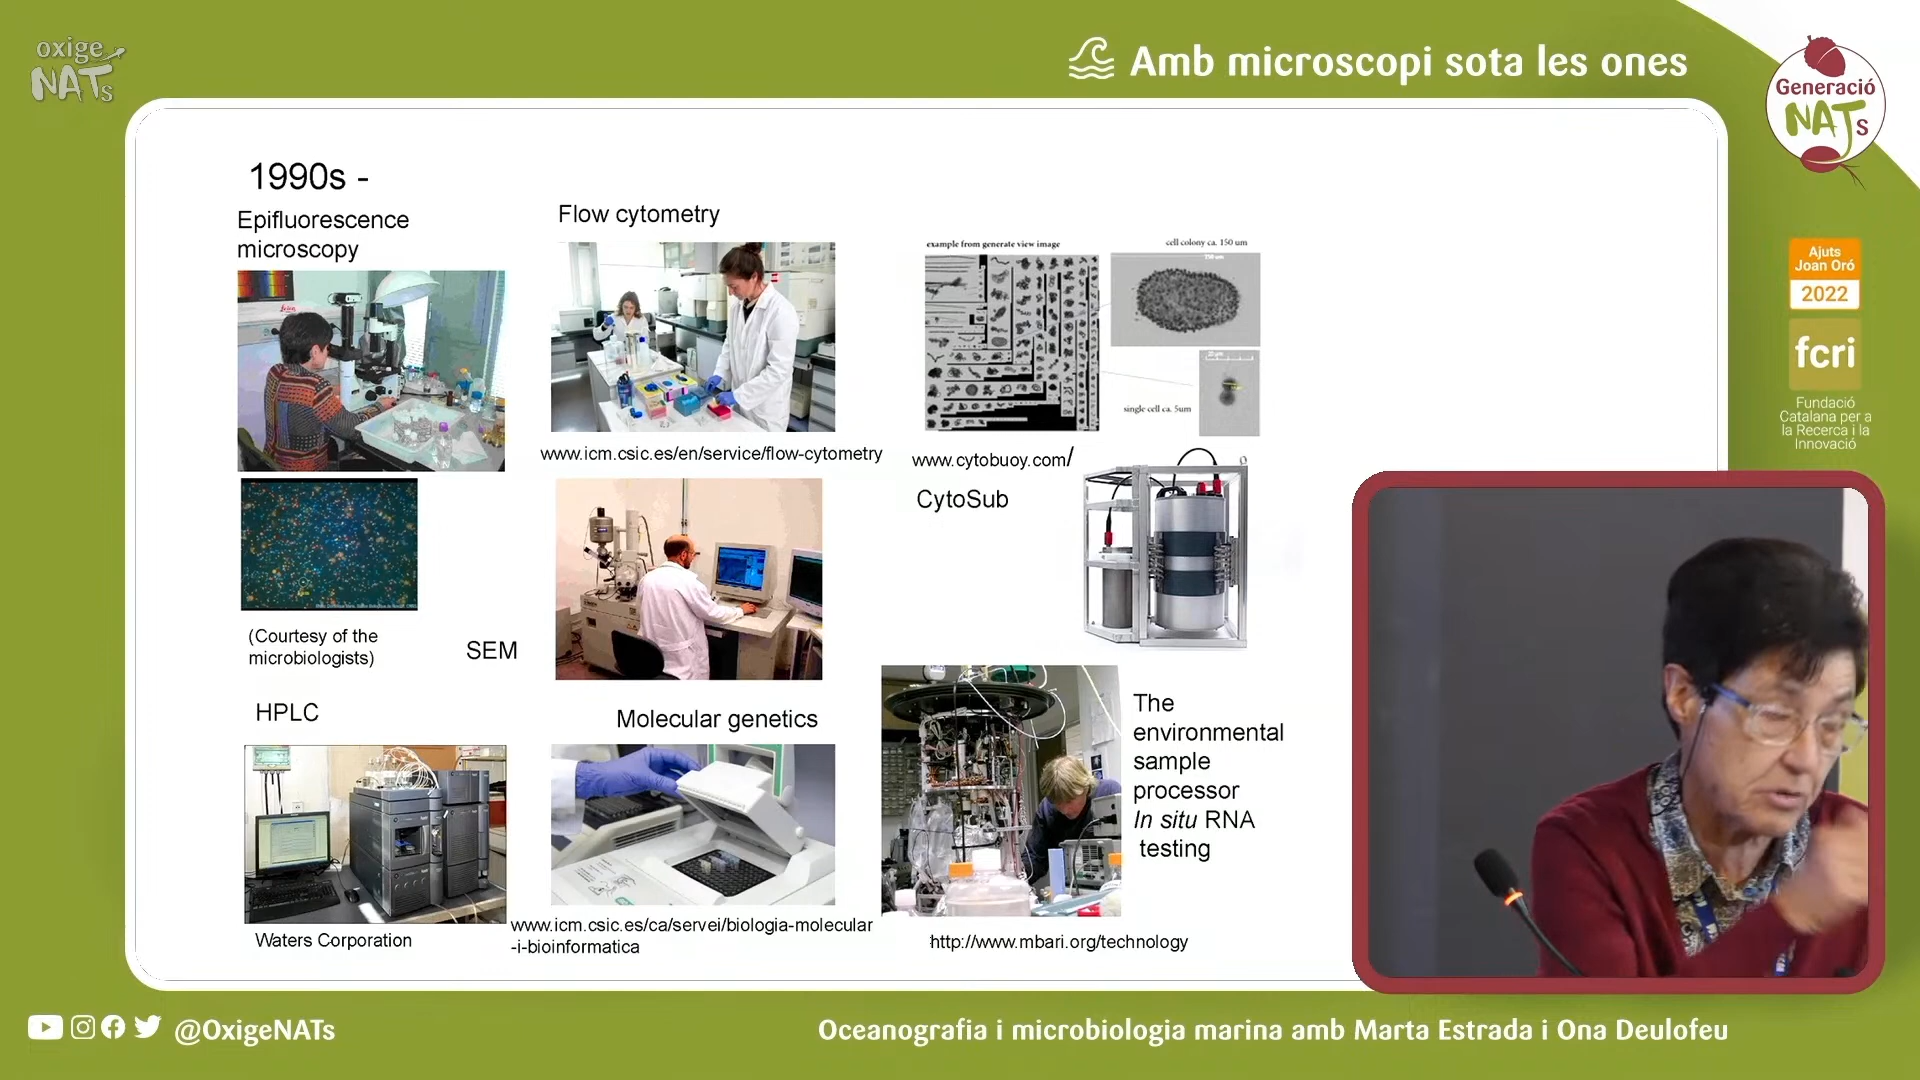 oxige
NATs
Amb microscopi sota les ones
Generació
NATs
1990s -
Epifluorescence
microscopy
Flow cytometry
example from generate view image
cell colony ca. 150 um
150 um
single cell ca. 5um
www.icm.csic.es/en/service/flow-cytometry
www.cytobuoy.com/
CytoSub
(Courtesy of the
microbiologists)
SEM
HPLC
Molecular genetics
The
environmental
sample
processor
In situ RNA
testing
Waters Corporation
www.icm.csic.es/ca/servei/biologia-molecular
-i-bioinformatica
http://www.mbari.org/technology
Ajuts
Joan Oró
2022
fcri
Fundació
Catalana per a
la Recerca i la
Innovació
@OxigeNATs
Oceanografia i microbiologia marina amb Marta Estrada i Ona Deulofeu